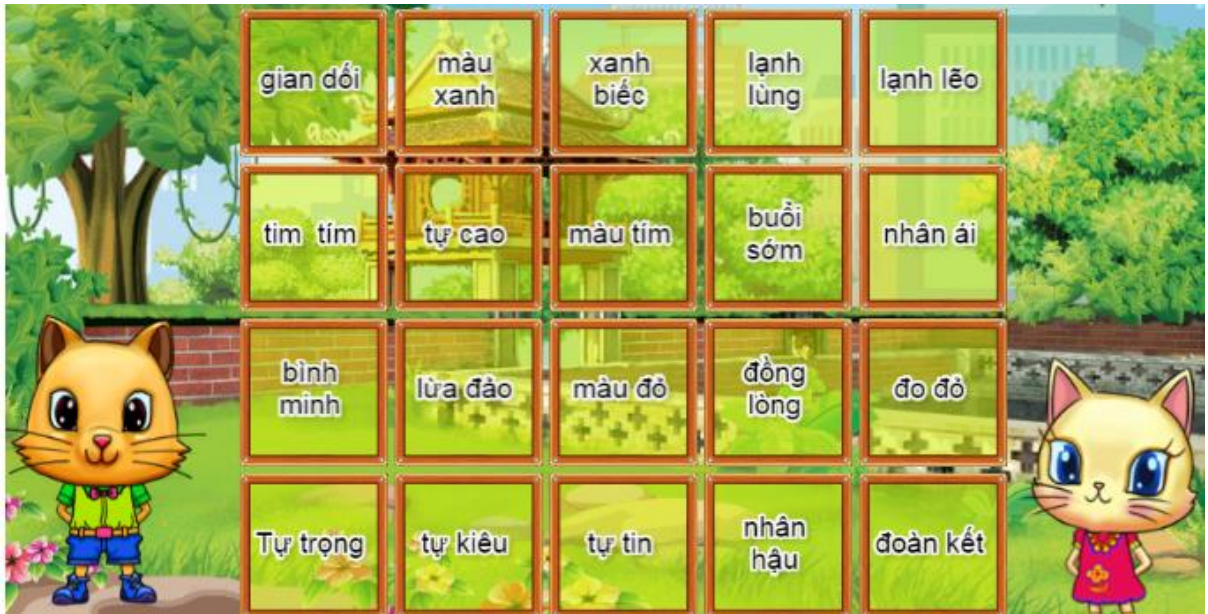 gian dối
màu
xanh
xanh
biếc
lạnh
lùng
lạnh lẽo
tim tím
tự cao
màu tím
buổi
sớm
nhân ái
bình
minh
lừa đảo
màu đỏ
đồng
lòng
đo đỏ
Tự trọng
tự kiêu
tự tin
nhân
hậu
đoàn kết